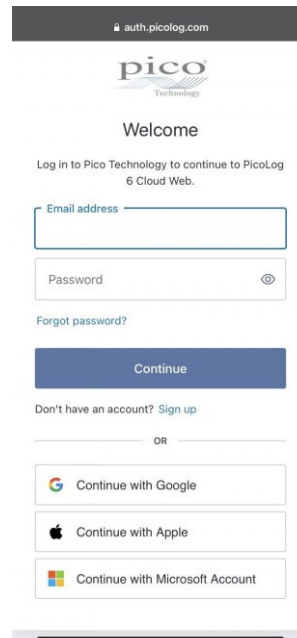 auth.picolog.com
pico
Technology
Welcome
Log in to Pico Technology to continue to PicoLog
6 Cloud Web.
Email address
Password
Forgot password?
Continue
Don't have an account? Sign up
OR
Continue with Google
Continue with Apple
Continue with Microsoft Account